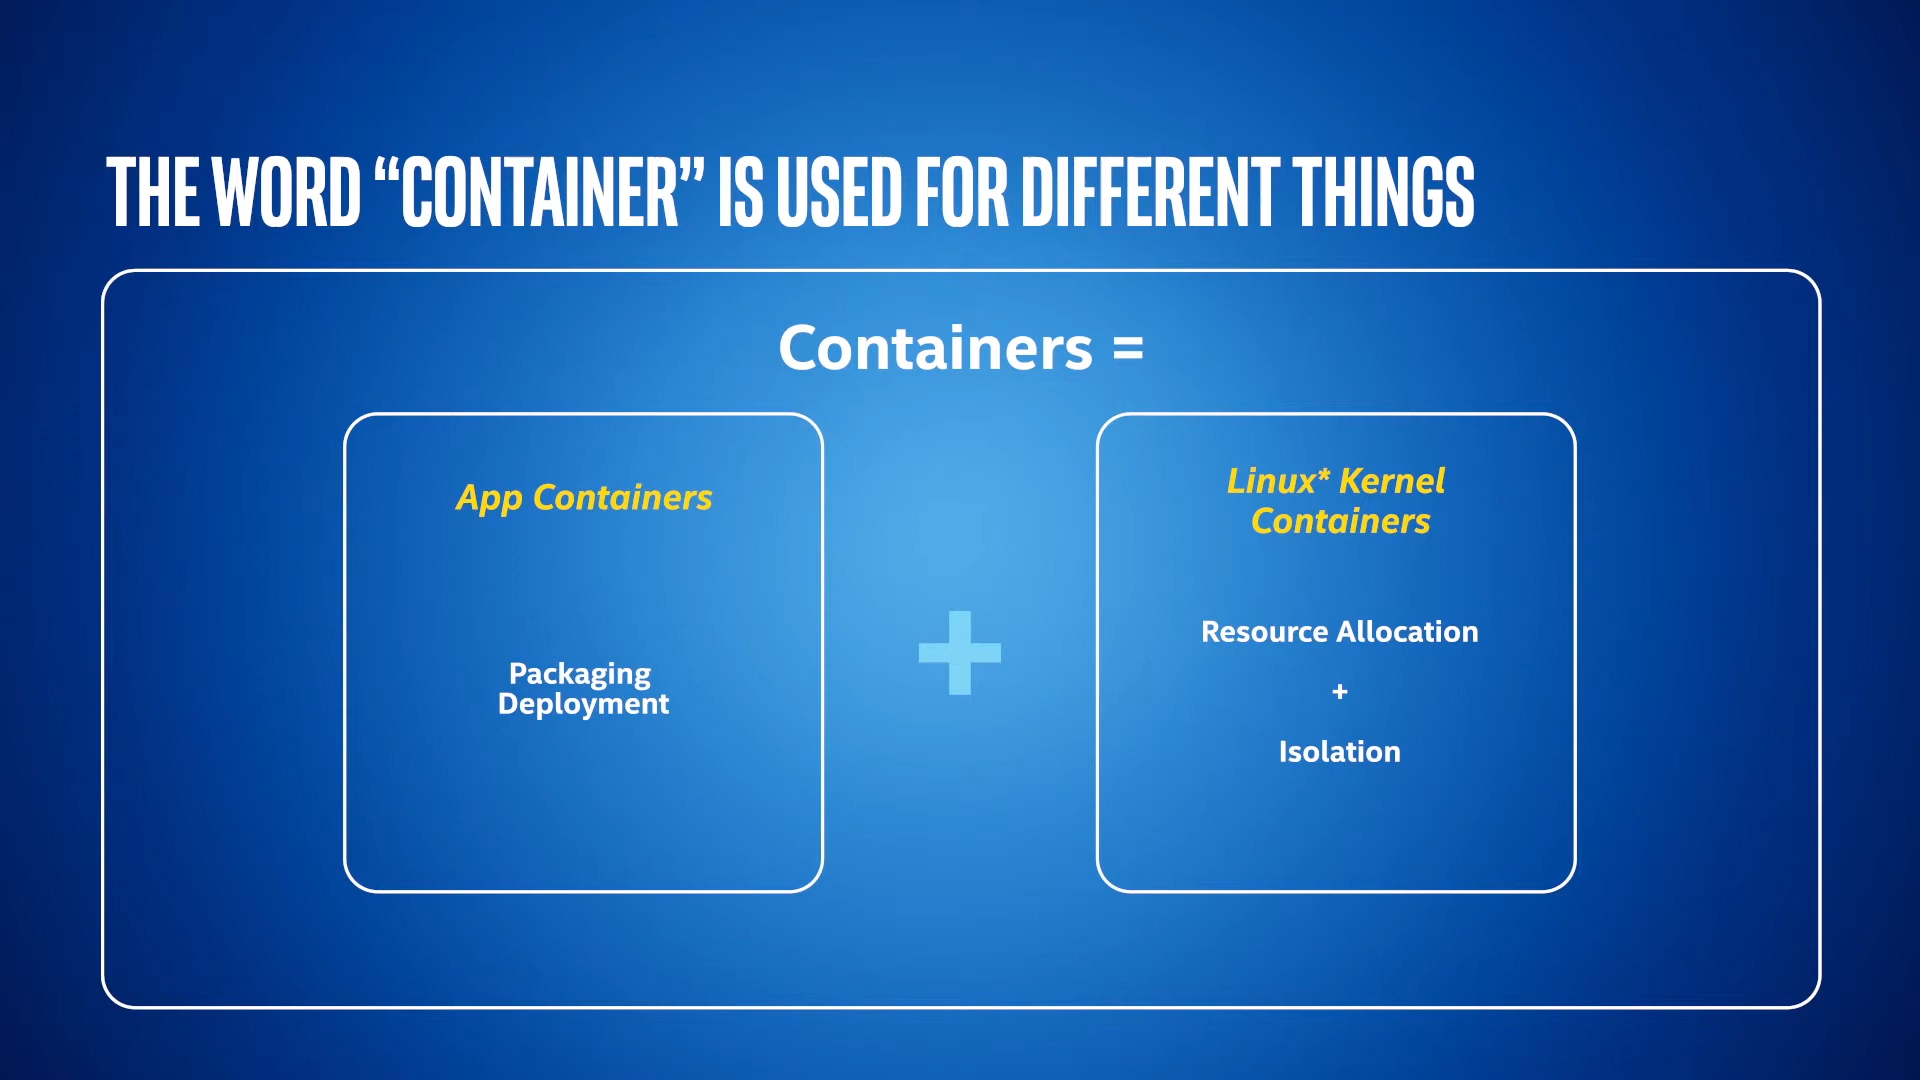 THE WORD “CONTAINER” IS USED FOR DIFFERENT THINGS
Containers =
App Containers
Packaging
Deployment
+
Linux* Kernel
Containers
Resource Allocation
+
Isolation